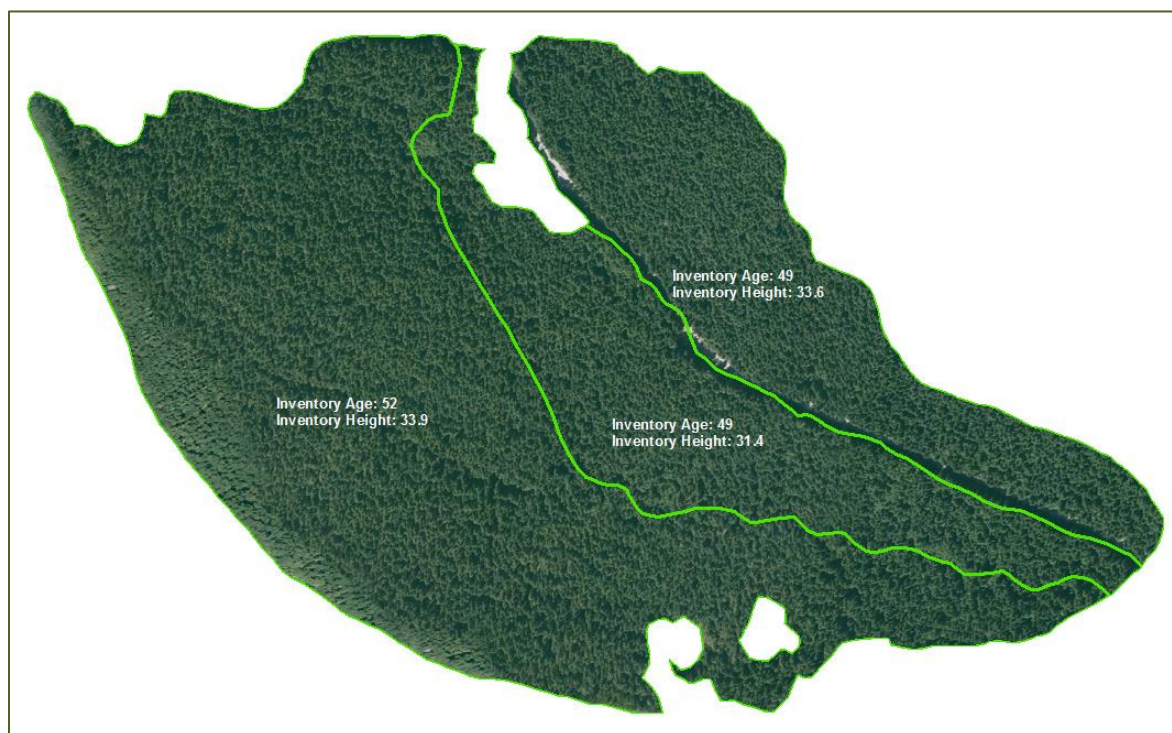 Inventory Age: 49
Inventory Height: 33.6
Inventory Age: 52
Inventory Height: 33.9
Inventory Age: 49
Inventory Height: 31.4